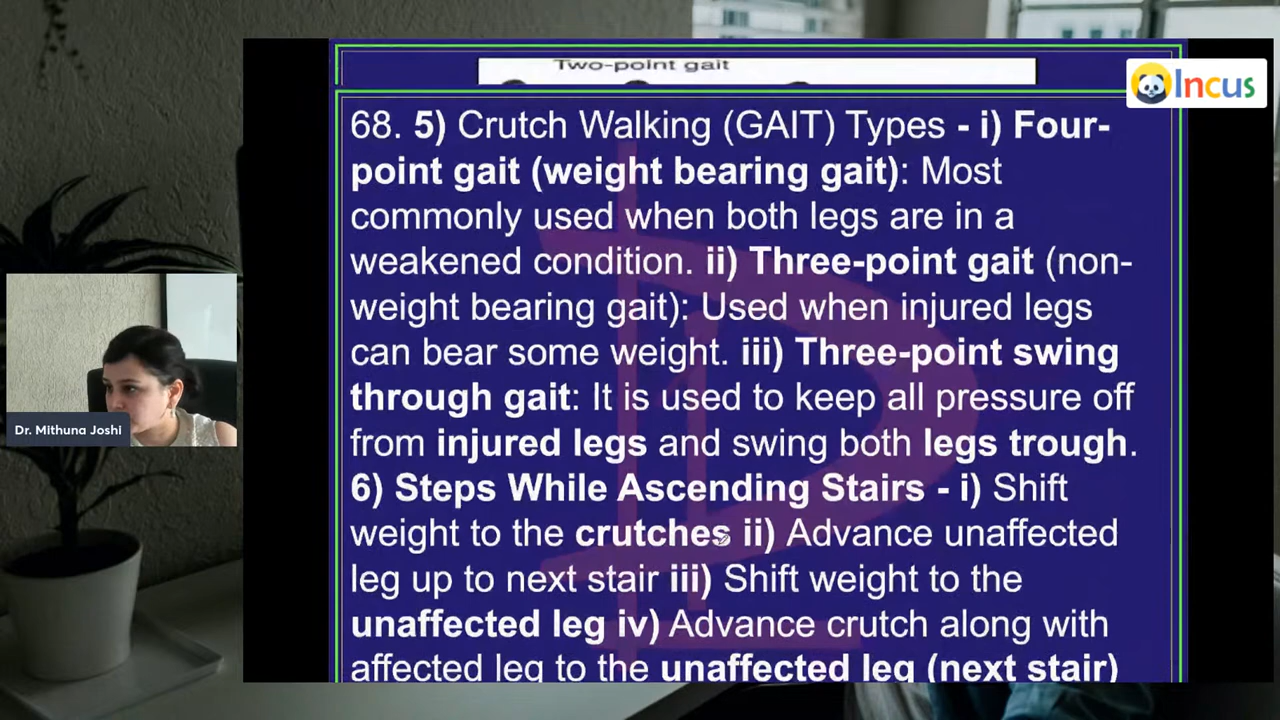 Two-point gait
Incus
68. 5) Crutch Walking (GAIT) Types - i) Four-
point gait (weight bearing gait): Most
commonly used when both legs are in a
weakened condition. ii) Three-point gait (non-
weight bearing gait): Used when injured legs
can bear some weight. iii) Three-point swing
through gait: It is used to keep all pressure off
from injured legs and swing both legs trough.
6) Steps While Ascending Stairs - i) Shift
weight to the crutches ii) Advance unaffected
leg up to next stair iii) Shift weight to the
unaffected leg iv) Advance crutch along with
affected leg to the unaffected leg (next stair)
Dr. Mithuna Joshi